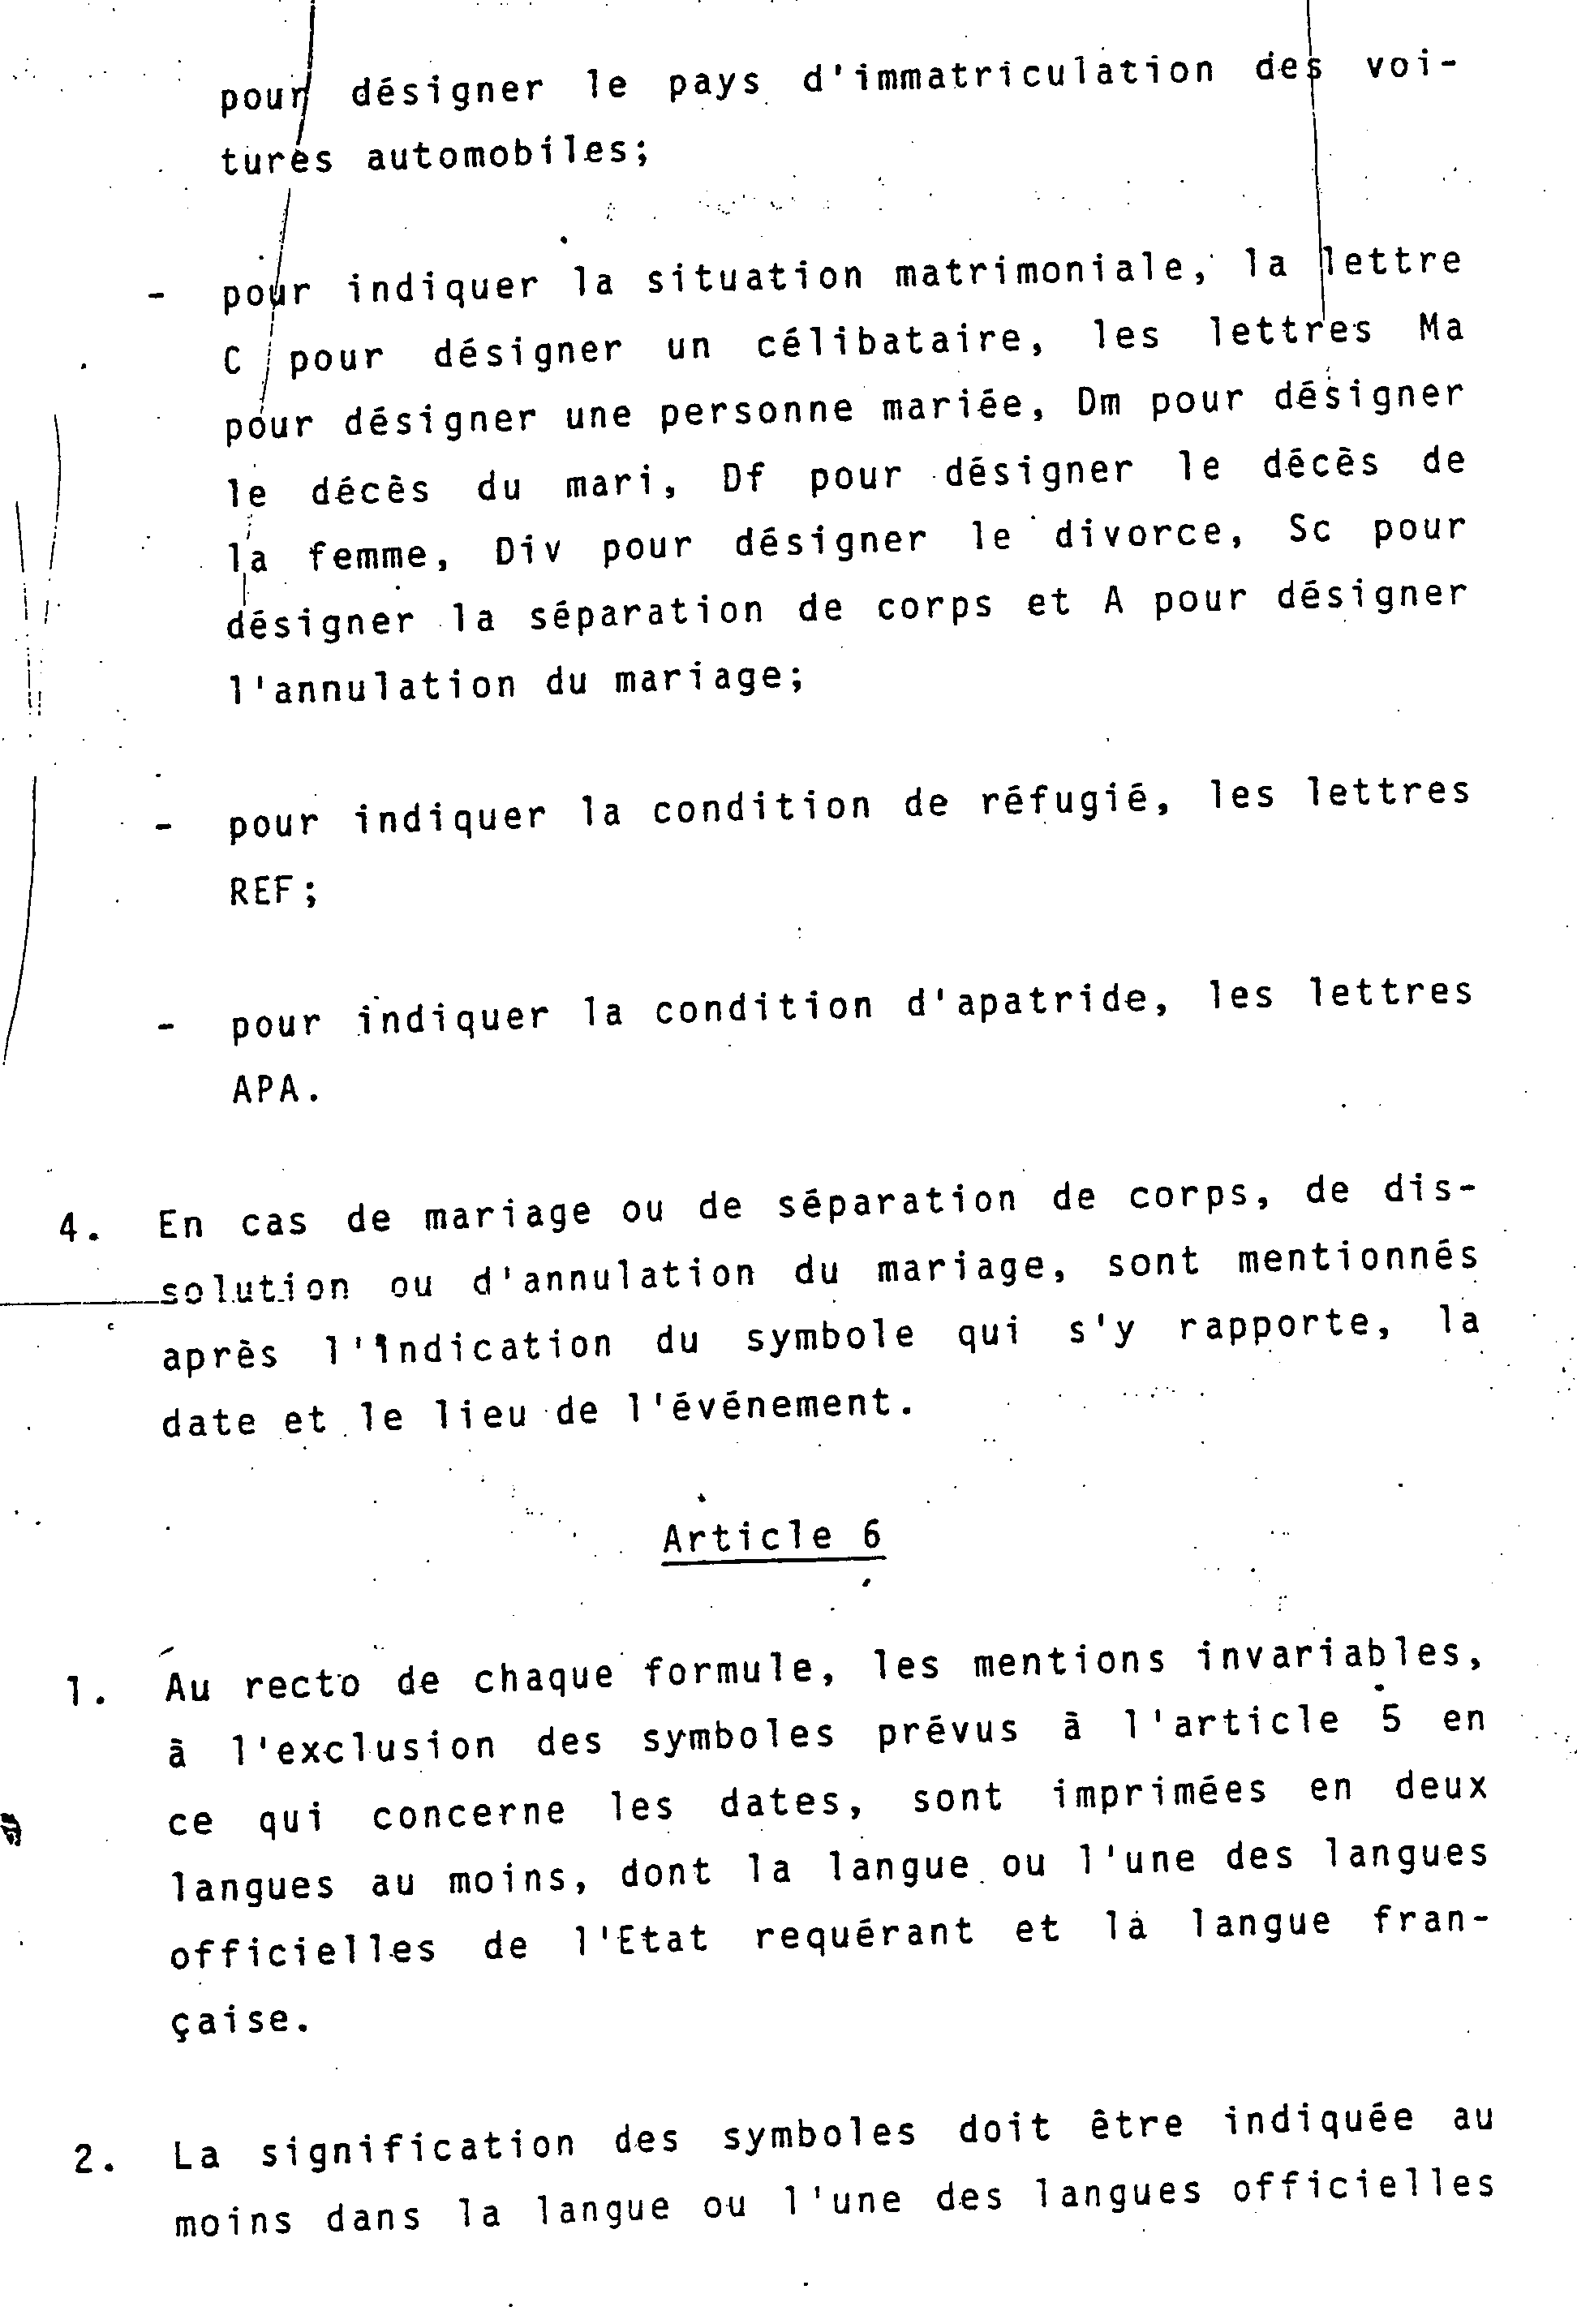 pour désigner le pays d'immatriculation des voi-
tures automobiles;
- pour indiquer la situation matrimoniale, la lettre
C pour désigner un célibataire, les lettres Ma
pour désigner une personne mariée, Dm pour désigner
le décès du mari, Df pour désigner le décès de
la femme, Div pour désigner le divorce, Sc pour
désigner la séparation de corps et A pour désigner
l'annulation du mariage;
- pour indiquer la condition de réfugié, les lettres
REF;
- pour indiquer la condition d'apatride, les lettres
APA.
4. En cas de mariage ou de séparation de corps, de dis-
solution ou d'annulation du mariage, sont mentionnés
après l'indication du symbole qui s'y rapporte, la
date et le lieu de l'événement.
Article 6
1. Au recto de chaque formule, les mentions invariables,
à l'exclusion des symboles prévus à l'article 5 en
ce qui concerne les dates, sont imprimées en deux
langues au moins, dont la langue ou l'une des langues
officielles de l'Etat requérant et la langue fran-
çaise.
2. La signification des symboles doit être indiquée au
moins dans la langue ou l'une des langues officielles